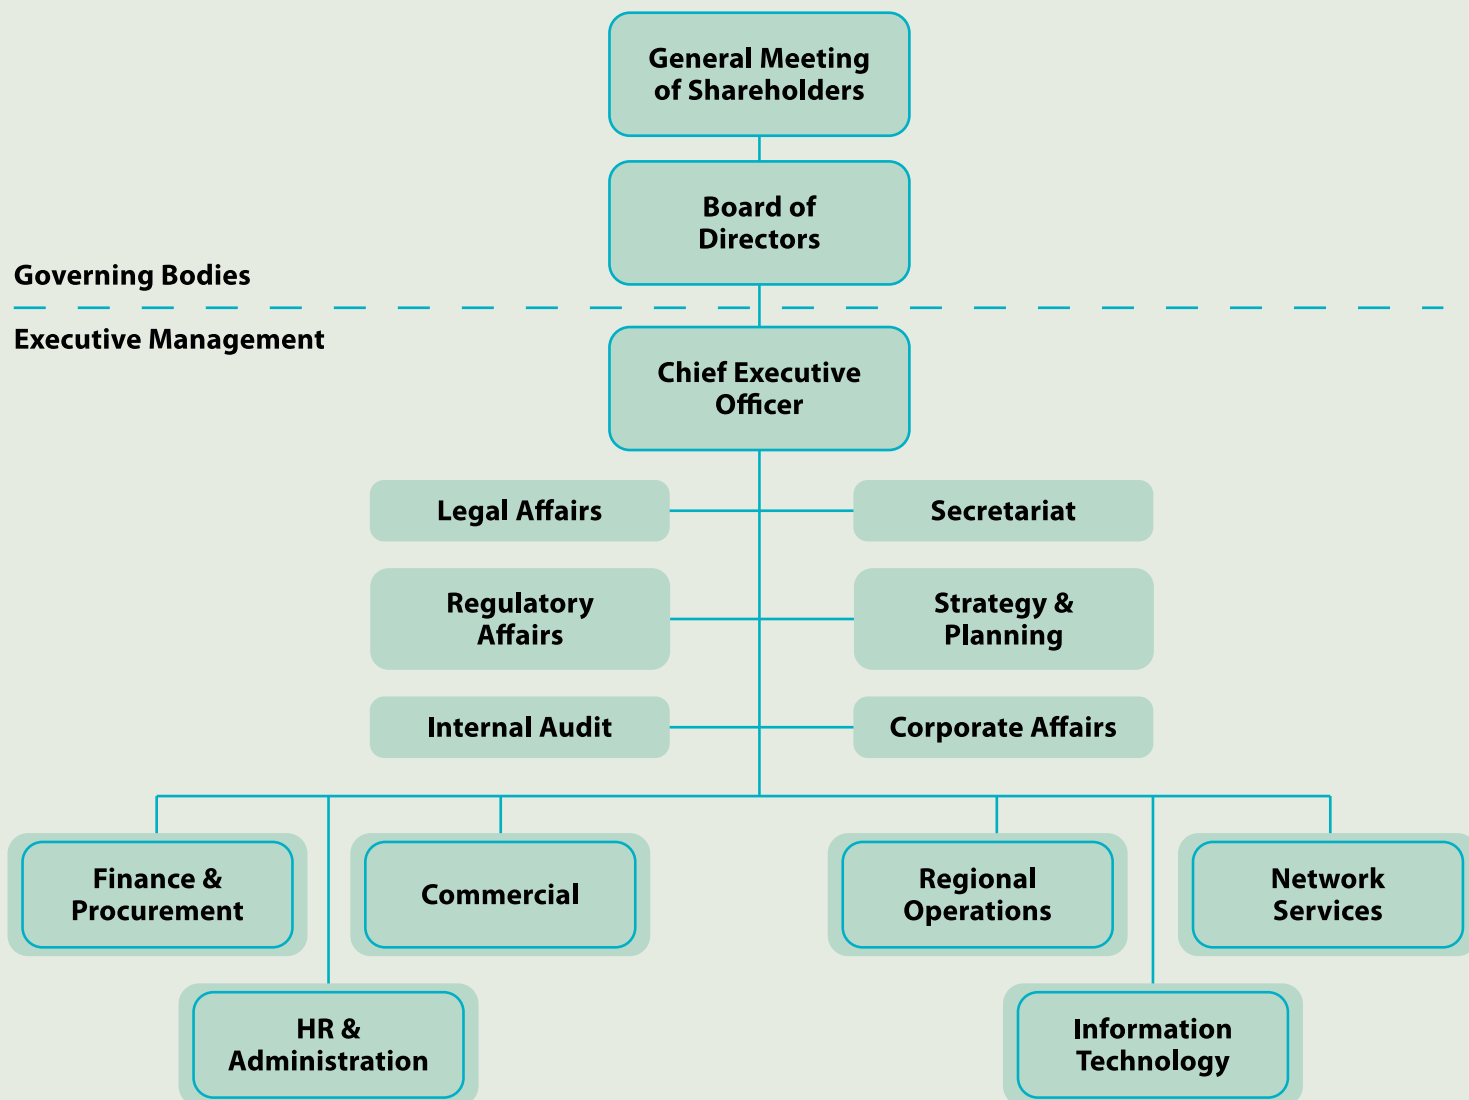 General Meeting
of Shareholders
Board of
Directors
Governing Bodies
Executive Management
Chief Executive
Officer
Legal Affairs
Secretariat
Regulatory
Affairs
Strategy &
Planning
Internal Audit
Corporate Affairs
Finance &
Procurement
Commercial
Regional
Operations
Network
Services
HR &
Administration
Information
Technology